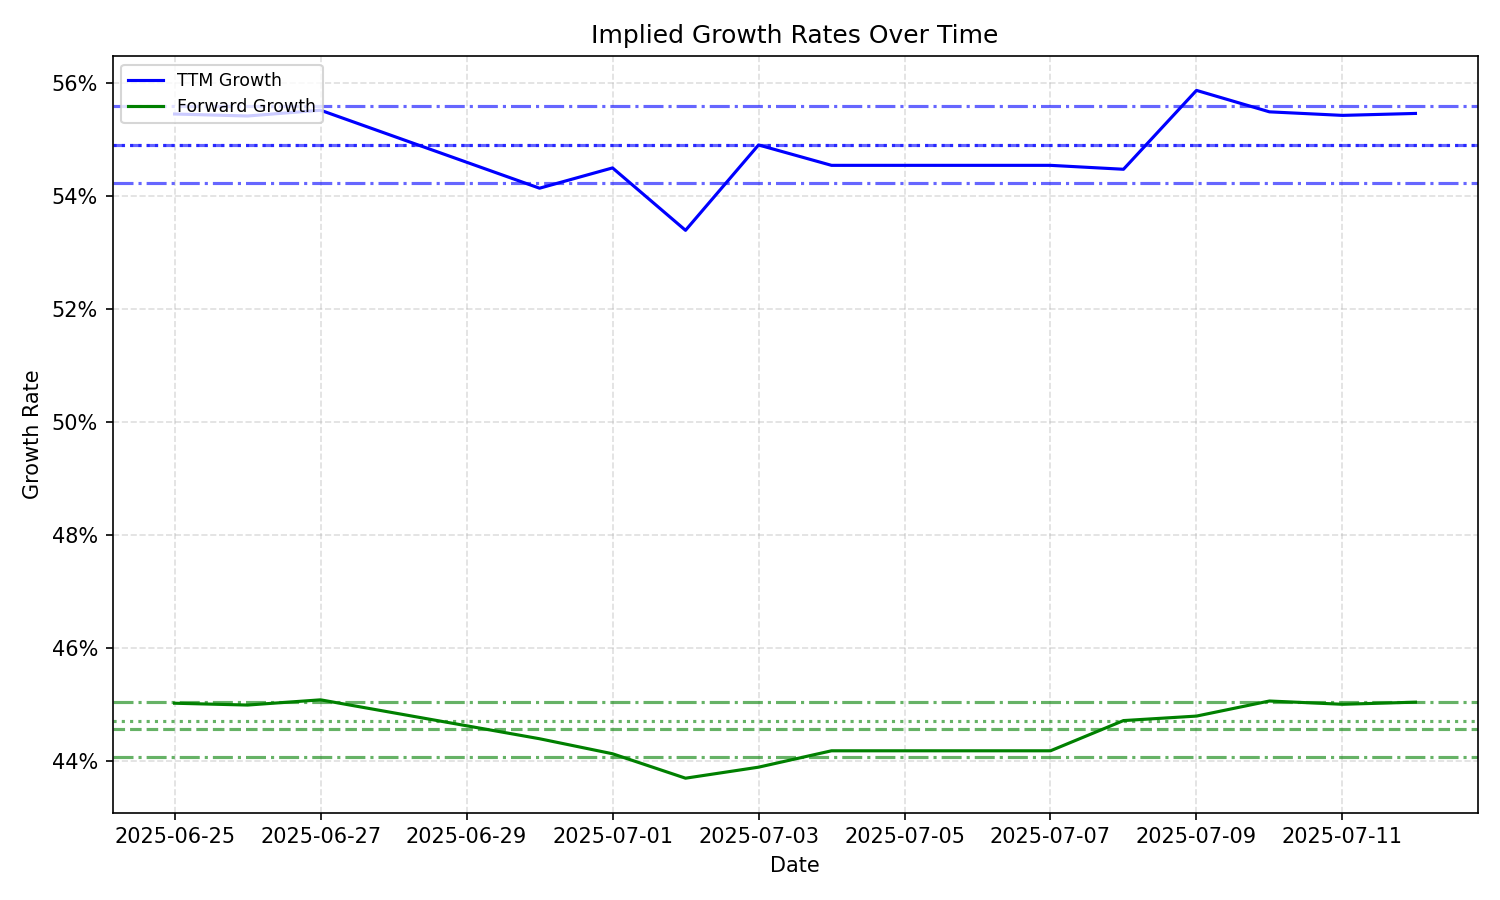 Implied Growth Rates Over Time
TTM Growth
Forward Growth
56%
54%
52%
50%
48%
46%
44%
Growth Rate
2025-06-25 2025-06-27 2025-06-29 2025-07-01 2025-07-03 2025-07-05 2025-07-07 2025-07-09 2025-07-11
Date